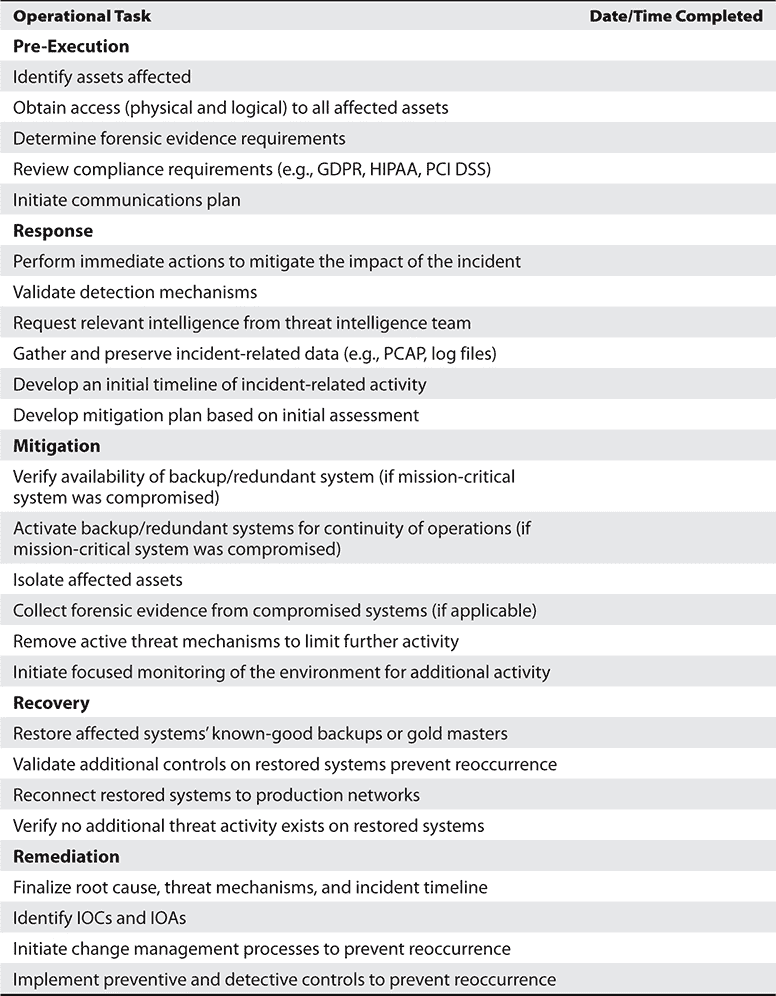 Operational Task Date/Time Completed
Pre-Execution
Identify assets affected
Obtain access (physical and logical) to all affected assets
Determine forensic evidence requirements
Review compliance requirements (e.g., GDPR, HIPAA, PCI DSS)
Initiate communications plan
Response
Perform immediate actions to mitigate the impact of the incident
Validate detection mechanisms
Request relevant intelligence from threat intelligence team
Gather and preserve incident-related data (e.g., PCAP, log files)
Develop an initial timeline of incident-related activity
Develop mitigation plan based on initial assessment
Mitigation
Verify availability of backup/redundant system (if mission-critical
system was compromised)
Activate backup/redundant systems for continuity of operations (if
mission-critical system was compromised)
Isolate affected assets
Collect forensic evidence from compromised systems (if applicable)
Remove active threat mechanisms to limit further activity
Initiate focused monitoring of the environment for additional activity
Recovery
Restore affected systems’ known-good backups or gold masters
Validate additional controls on restored systems prevent reoccurrence
Reconnect restored systems to production networks
Verify no additional threat activity exists on restored systems
Remediation
Finalize root cause, threat mechanisms, and incident timeline
Identify IOCs and IOAs
Initiate change management processes to prevent reoccurrence
Implement preventive and detective controls to prevent reoccurrence